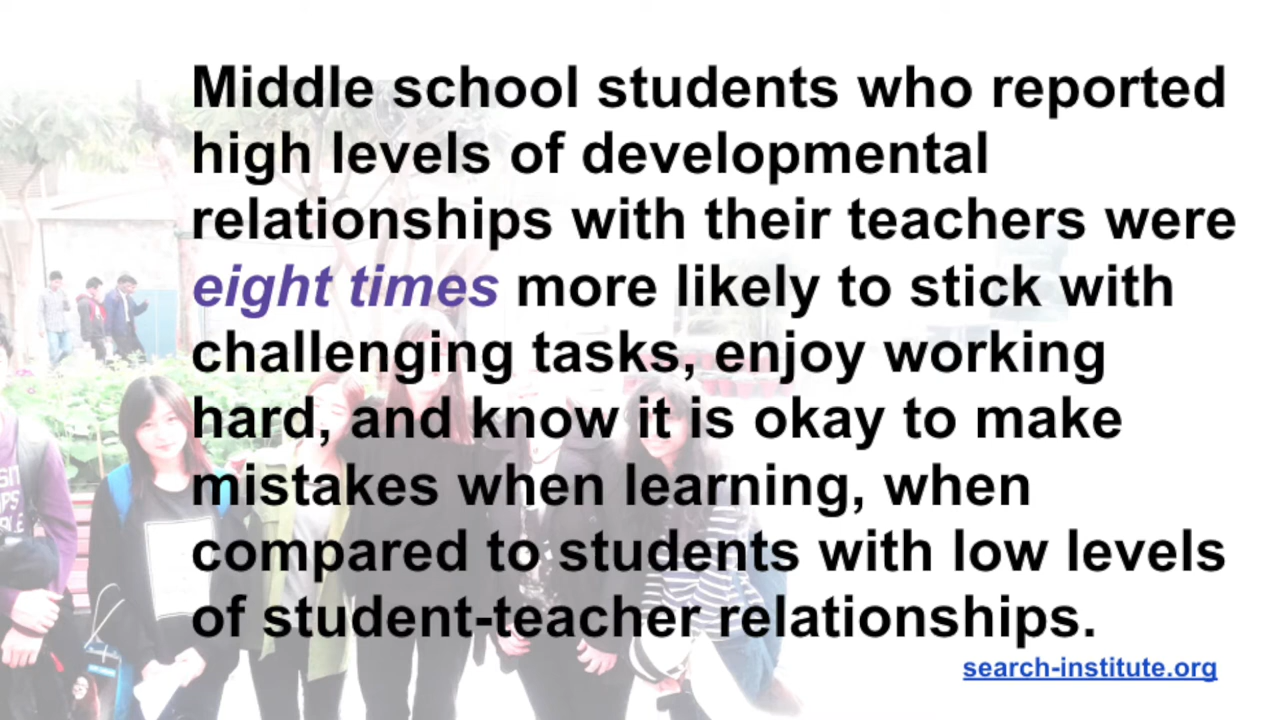 Middle school students who reported
high levels of developmental
relationships with their teachers were
eight times more likely to stick with
challenging tasks, enjoy working
hard, and know it is okay to make
mistakes when learning, when
compared to students with low levels
of student-teacher relationships.
search-institute.org